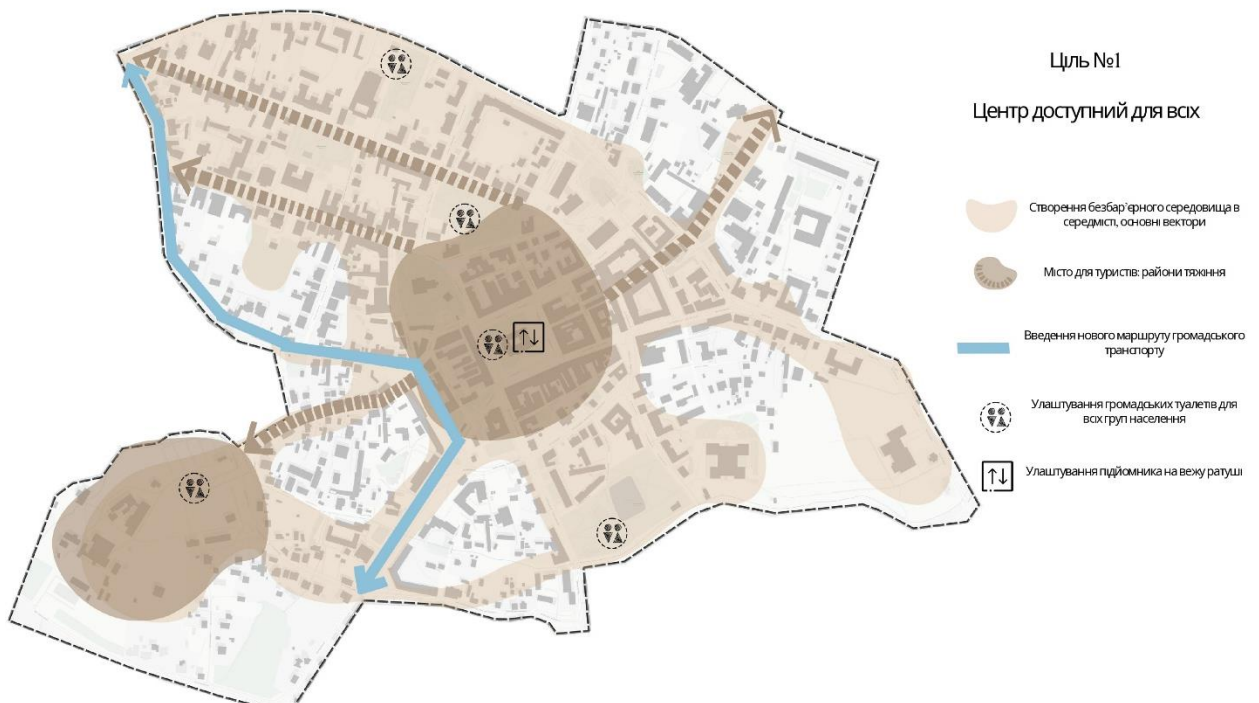 Ціль №1
Центр доступний для всіх
Створення безбар'єрного середовища в
середмісті, основні вектори
Місто для туристів: райони тяжіння
Введення нового маршруту громадського
транспорту
Улаштування громадських туалетів для
всіх груп населення
Улаштування підйомника на вежу ратуші